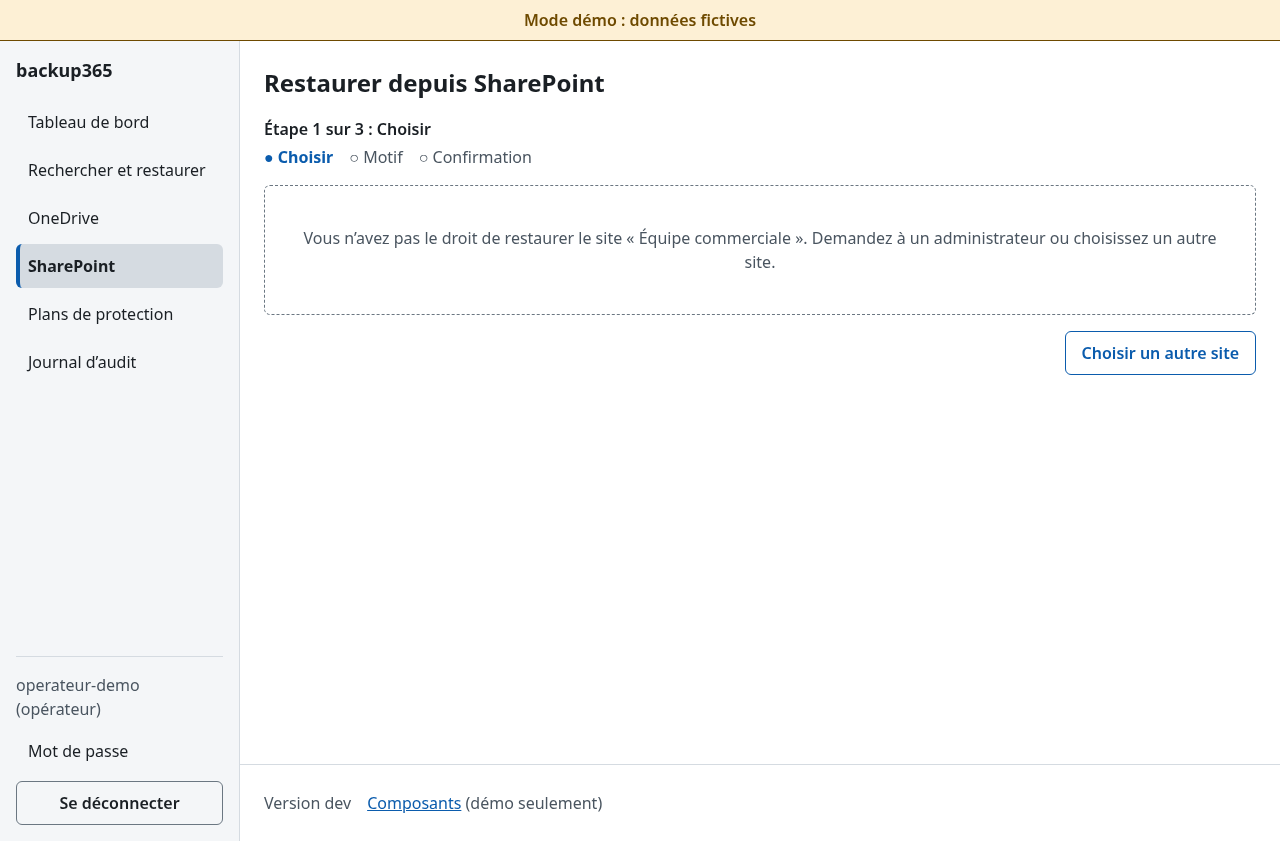 Mode démo : données fictives
backup365
Tableau de bord
Rechercher et restaurer
OneDrive
SharePoint
Plans de protection
Journal d’audit
operateur-demo
(opérateur)
Mot de passe
Se déconnecter
Restaurer depuis SharePoint
Étape 1 sur 3 : Choisir
● Choisir ○ Motif ○ Confirmation
Vous n’avez pas le droit de restaurer le site « Équipe commerciale ». Demandez à un administrateur ou choisissez un autre
site.
Choisir un autre site
Version dev Composants (démo seulement)